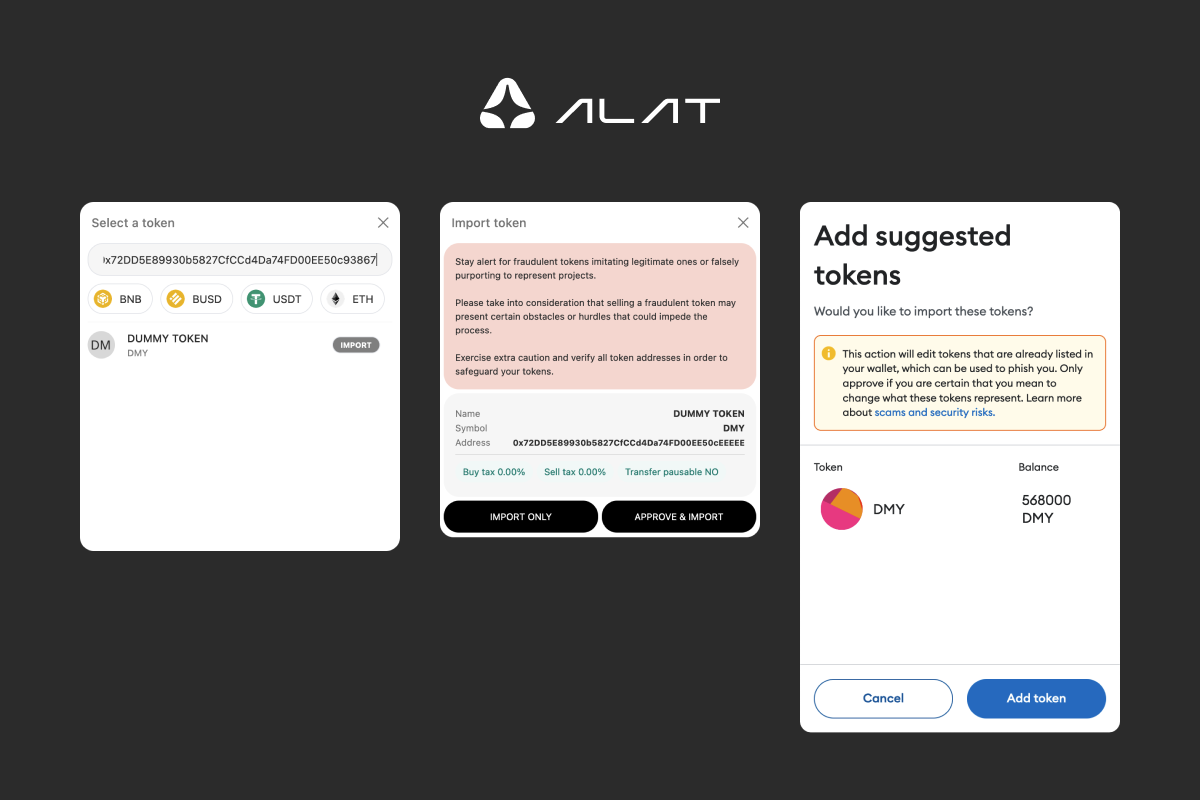 ALAT
Select a token
0x72DD5E89930b5827CfCCd4Da74FD00EE50c93867
BNB
BUSD
USDT
ETH
DM
DUMMY TOKEN
DMY
IMPORT
Import token
Stay alert for fraudulent tokens imitating legitimate ones or falsely
purporting to represent projects.
Please take into consideration that selling a fraudulent token may
present certain obstacles or hurdles that could impede the
process.
Exercise extra caution and verify all token addresses in order to
safeguard your tokens.
Name DUMMY TOKEN
Symbol DMY
Address 0x72DD5E89930b5827CfCCd4Da74FD00EE50cEEEEE
Buy tax 0.00% Sell tax 0.00% Transfer pausable NO
IMPORT ONLY
APPROVE & IMPORT
Add suggested
tokens
Would you like to import these tokens?
This action will edit tokens that are already listed in
your wallet, which can be used to phish you. Only
approve if you are certain that you mean to
change what these tokens represent. Learn more
about scams and security risks.
Token Balance
DMY
568000
DMY
Cancel
Add token